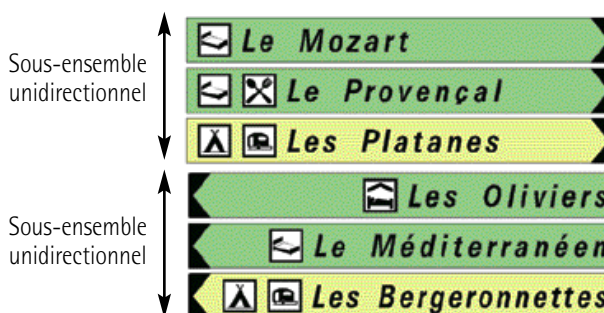 Sous-ensemble
unidirectionnel
Le Mozart
Le Provençal
Les Platanes
Sous-ensemble
unidirectionnel
Les Oliviers
Le Méditerranéen
Les Bergeronnettes